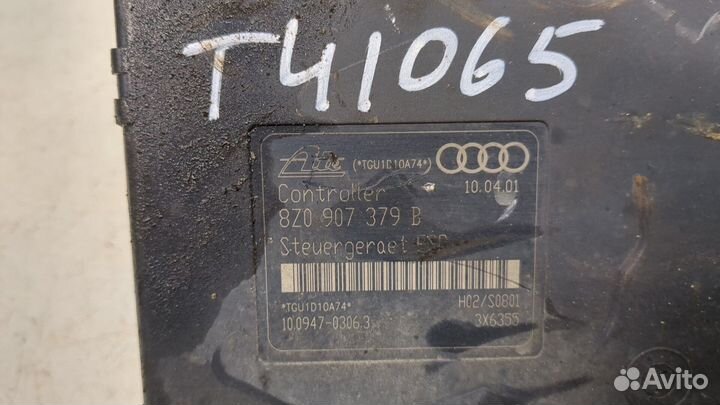 T41065
Ate (*TGU1D10A74*)
Controller 10.04.01
8Z0 907 379 B
Steuergeraet ESP
*TGU1D10A74* H02/S0801
10.0947-0306.3 3X6355
Avito